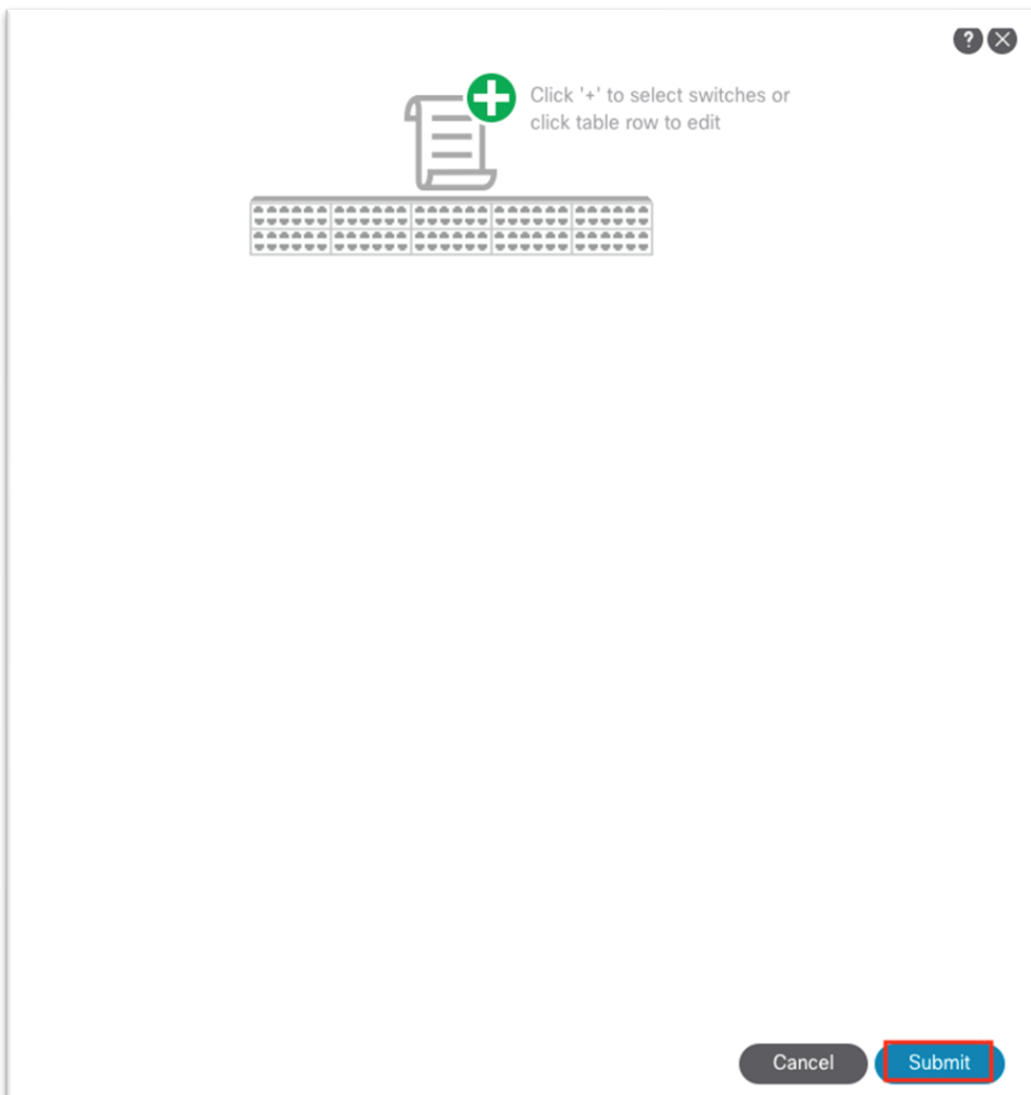 ?
Click '+' to select switches or
click table row to edit
Cancel
Submit